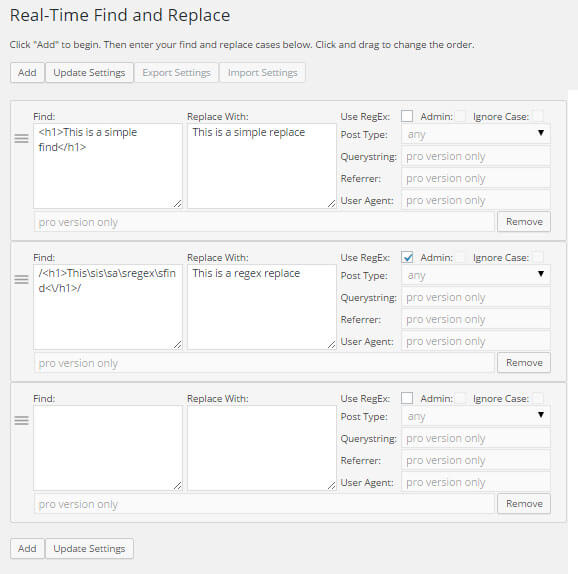 Real-Time Find and Replace
Click "Add" to begin. Then enter your find and replace cases below. Click and drag to change the order.
Add Update Settings Export Settings Import Settings
Find: Replace With: Use RegEx: Admin: Ignore Case:
<h1>This is a simple This is a simple replace Post Type: any
find</h1>
Querystring: pro version only
Referrer: pro version only
User Agent: pro version only
pro version only Remove
Find: Replace With: Use RegEx: Admin: Ignore Case:
/<h1>This\sis\sa\sregex\sfin This is a regex replace Post Type: any
d<\/h1>/
Querystring: pro version only
Referrer: pro version only
User Agent: pro version only
pro version only Remove
Find: Replace With: Use RegEx: Admin: Ignore Case:
Post Type: any
Querystring: pro version only
Referrer: pro version only
User Agent: pro version only
pro version only Remove
Add Update Settings